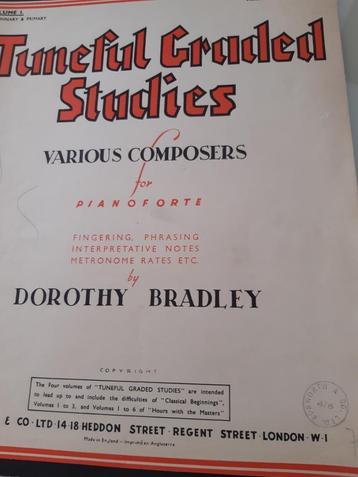 VOLUME I.
& PRIMARY
Tuneful Graded
Studies
VARIOUS COMPOSERS
for
PIANOFORTE
FINGERING, PHRASING
INTERPRETATIVE NOTES
METRONOME RATES ETC.
by
DOROTHY BRADLEY
COPYRIGHT
The Four volumes of "TUNEFUL GRADED STUDIES" are intended
to lead up to and include the difficulties of "Classical Beginnings",
Volumes 1 to 3, and Volumes 1 to 6 of "Hours with the Masters"
& CO·LTD·14-18 HEDDON STREET·REGENT STREET·LONDON·W·1
Made in England - Imprimé en Angleterre